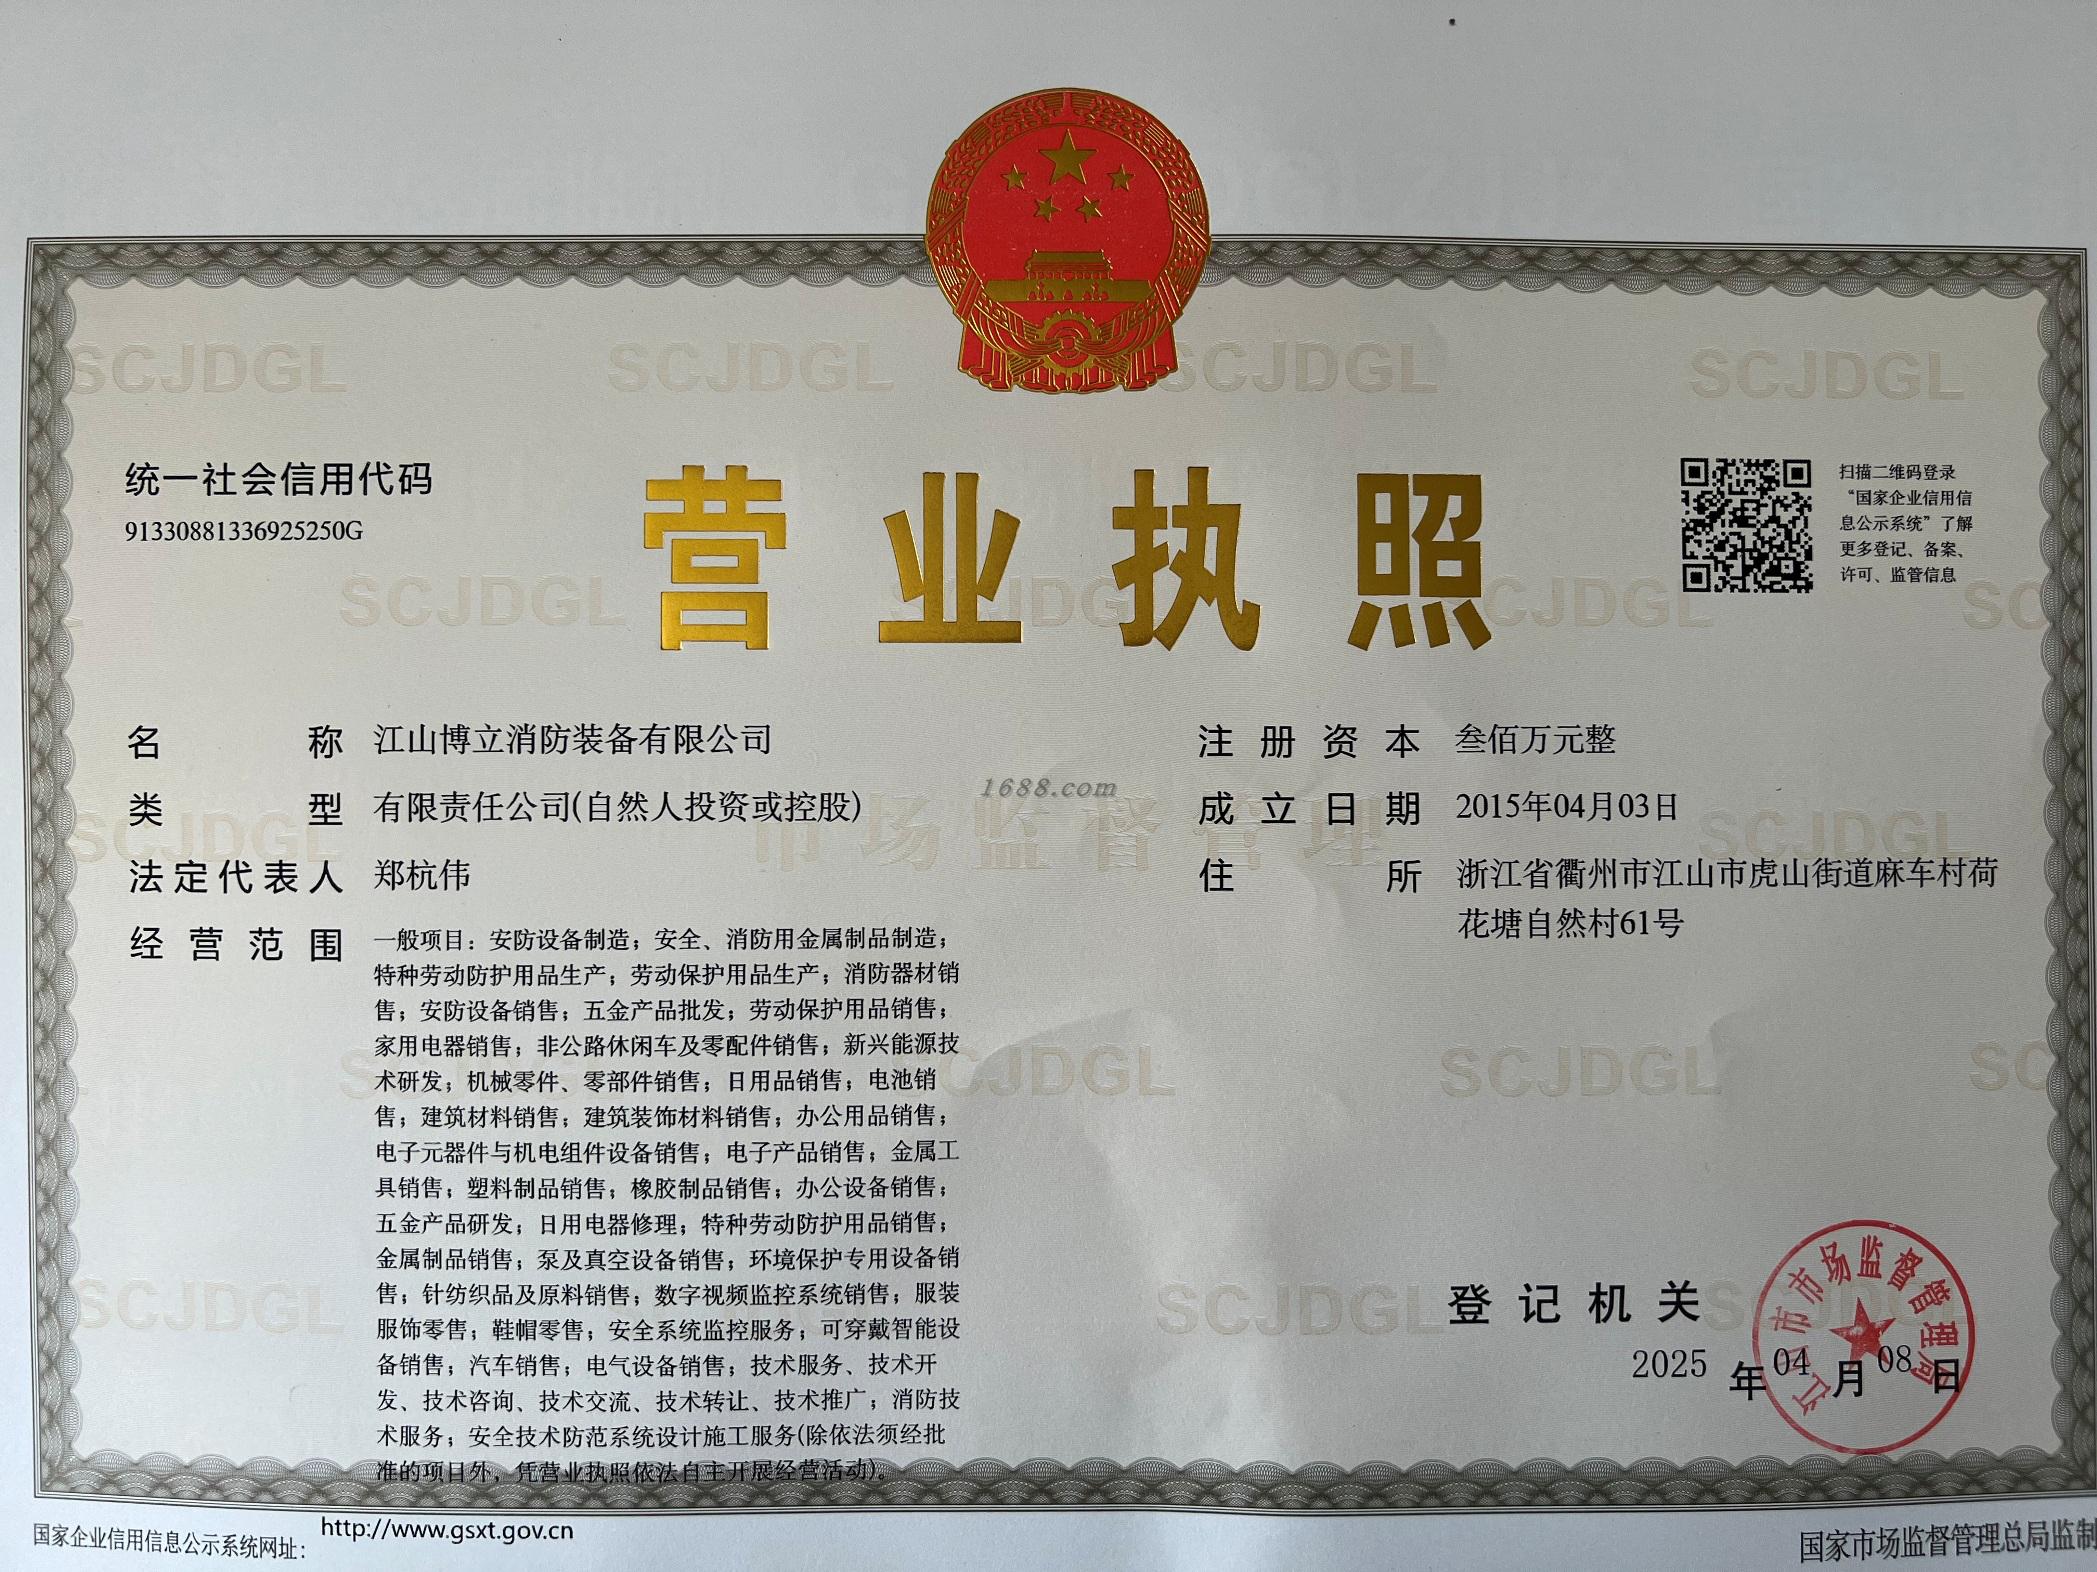 统一社会信用代码
91330881336925250G
营业执照
扫描二维码登录
“国家企业信用信
息公示系统”了解
更多登记、备案、
许可、监管信息
名称 江山博立消防装备有限公司
类型 有限责任公司(自然人投资或控股)
法定代表人 郑杭伟
经营范围 一般项目：安防设备制造；安全、消防用金属制品制造；
特种劳动防护用品生产；劳动保护用品生产；消防器材销
售；安防设备销售；五金产品批发；劳动保护用品销售；
家用电器销售；非公路休闲车及零配件销售；新兴能源技
术研发；机械零件、零部件销售；日用品销售；电池销
售；建筑材料销售；建筑装饰材料销售；办公用品销售；
电子元器件与机电组件设备销售；电子产品销售；金属工
具销售；塑料制品销售；橡胶制品销售；办公设备销售；
五金产品研发；日用电器修理；特种劳动防护用品销售；
金属制品销售；泵及真空设备销售；环境保护专用设备销
售；针纺织品及原料销售；数字视频监控系统销售；服装
服饰零售；鞋帽零售；安全系统监控服务；可穿戴智能设
备销售；汽车销售；电气设备销售；技术服务、技术开
发、技术咨询、技术交流、技术转让、技术推广；消防技
术服务；安全技术防范系统设计施工服务(除依法须经批
准的项目外，凭营业执照依法自主开展经营活动)。
注册资本 叁佰万元整
成立日期 2015年04月03日
住所 浙江省衢州市江山市虎山街道麻车村荷
花塘自然村61号
1688.com
市场监督管理
SCJDGL
登记机关
江山市市场监督管理局
2025年04月08日
国家企业信用信息公示系统网址：http://www.gsxt.gov.cn
国家市场监督管理总局监制